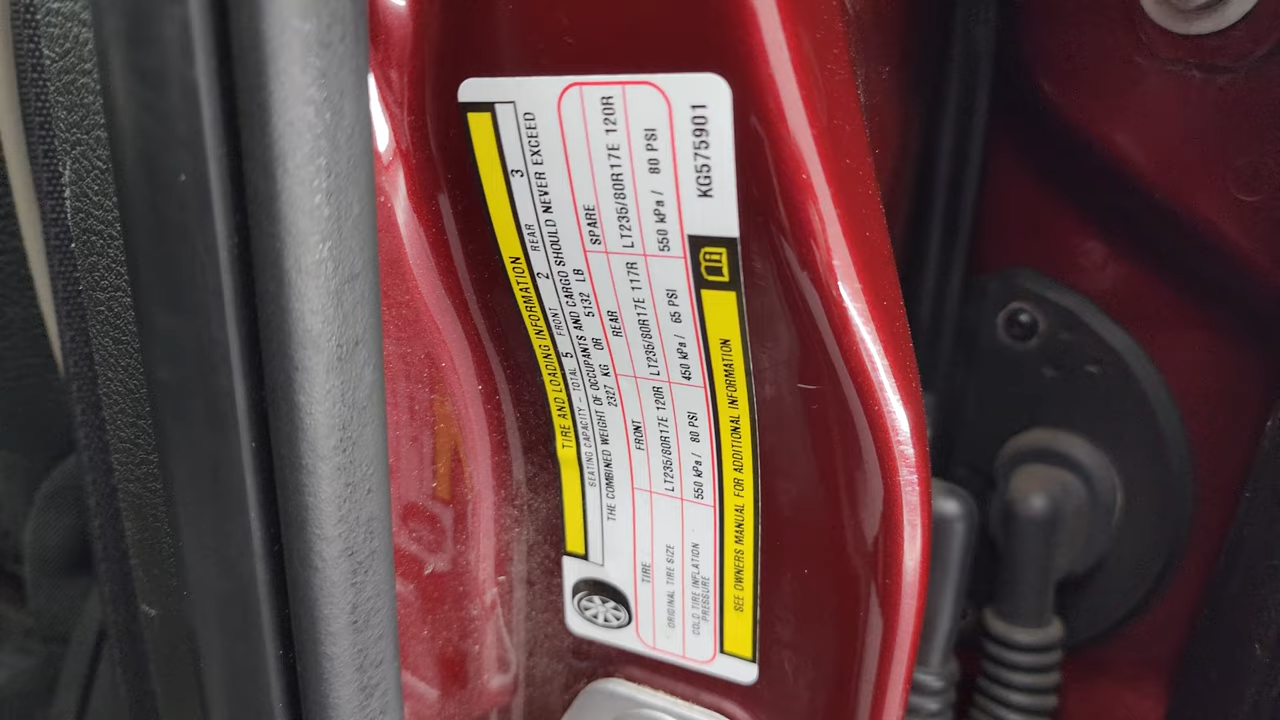 TIRE AND LOADING INFORMATION
SEATING CAPACITY - TOTAL 5 FRONT 2 REAR 3
THE COMBINED WEIGHT OF OCCUPANTS AND CARGO SHOULD NEVER EXCEED
2327 KG OR 5132 LB
TIRE FRONT REAR SPARE
ORIGINAL TIRE SIZE LT235/80R17E 120R LT235/80R17E 117R LT235/80R17E 120R
COLD TIRE INFLATION PRESSURE 550 kPa / 80 PSI 450 kPa / 65 PSI 550 kPa / 80 PSI
SEE OWNERS MANUAL FOR ADDITIONAL INFORMATION
KG575901